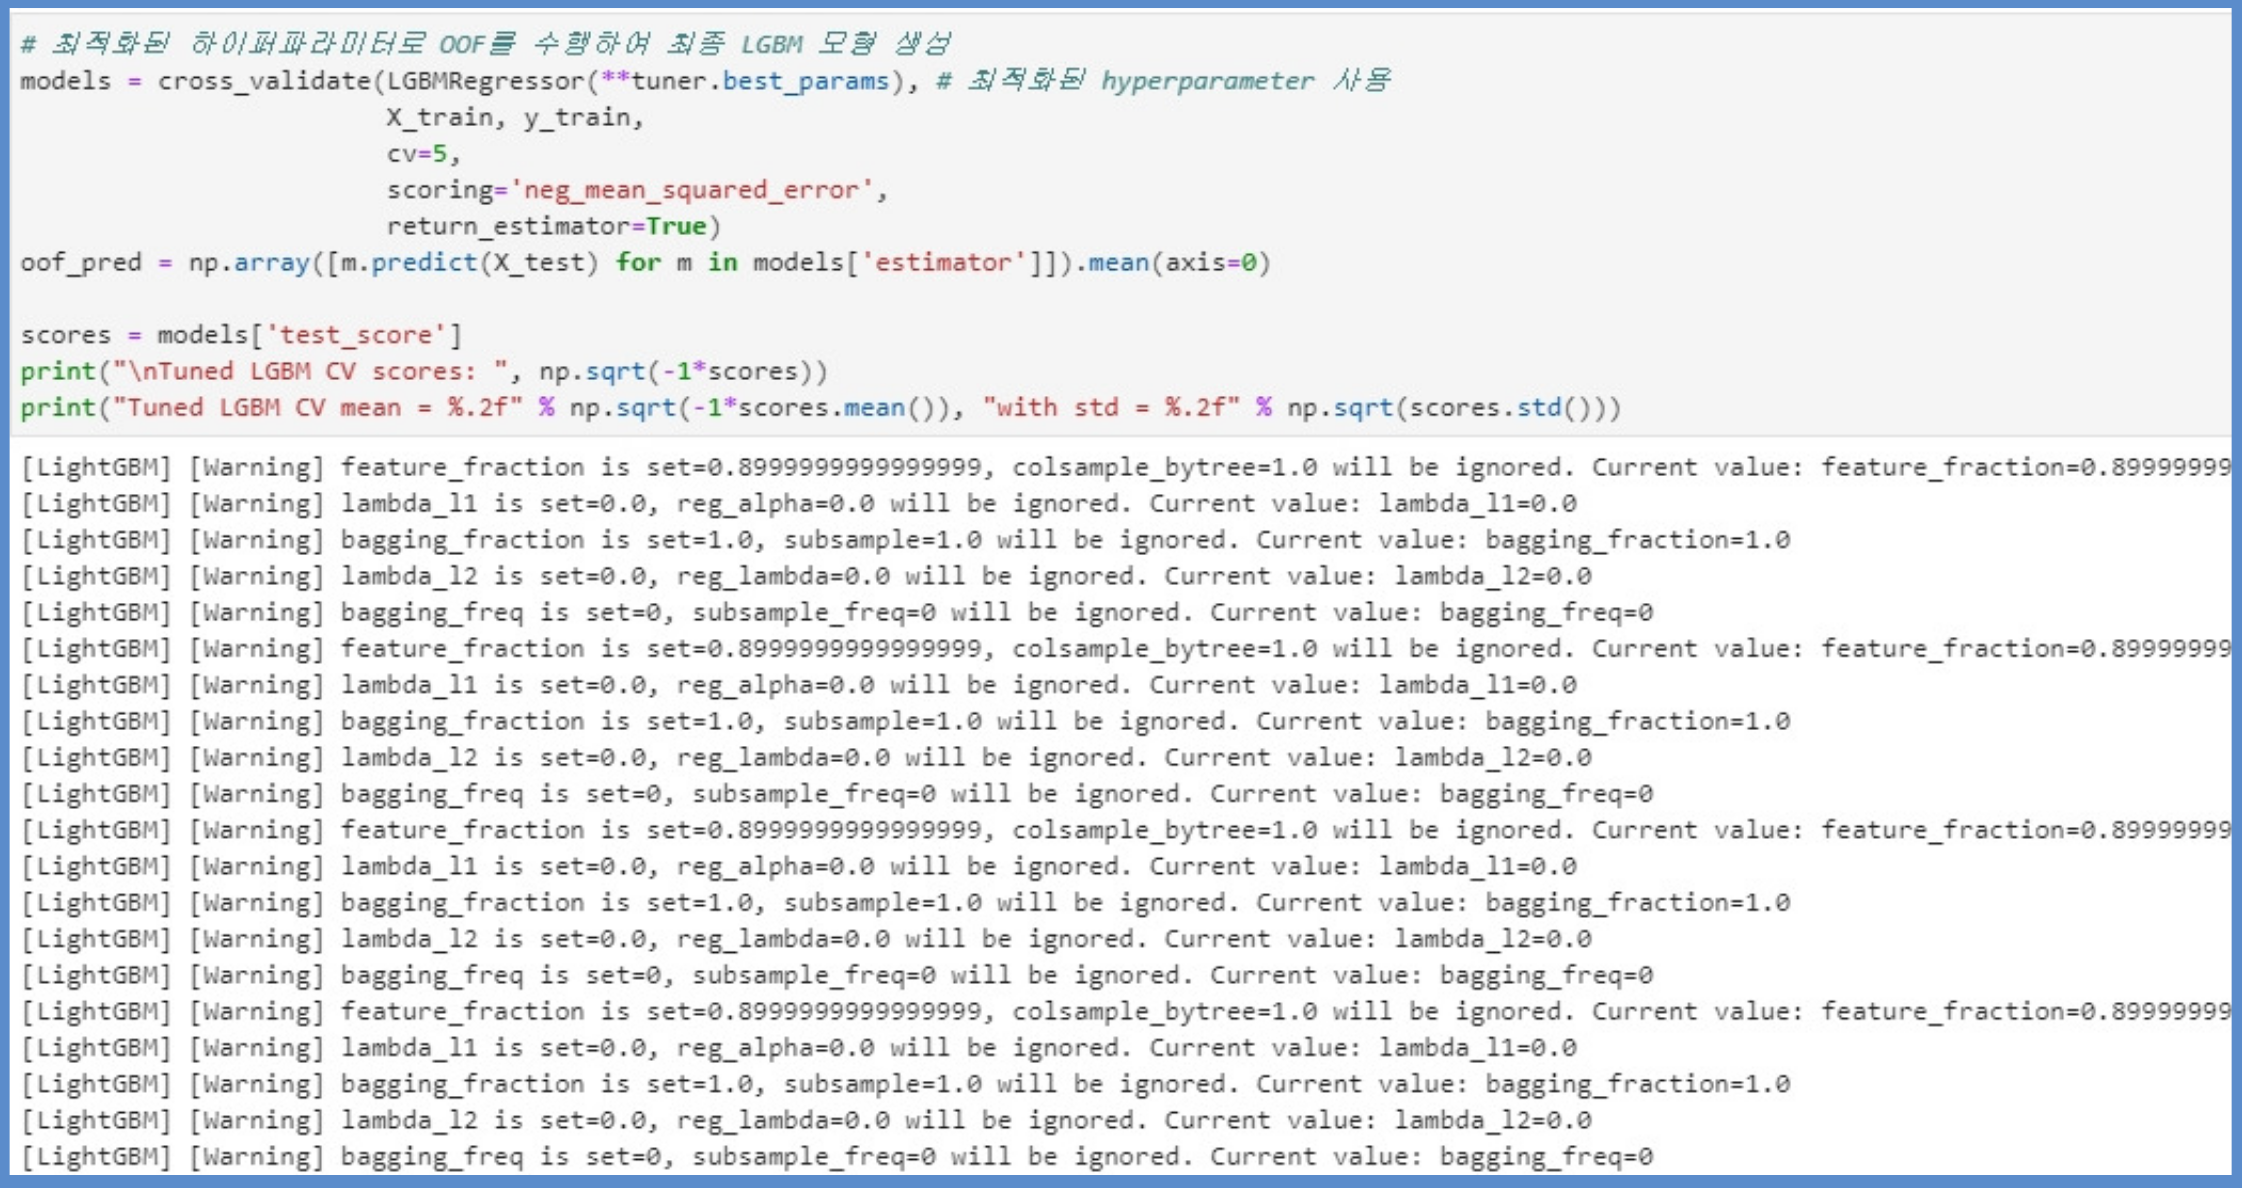 # 최적화된 하이퍼파라미터로 OOF를 수행하여 최종 LGBM 모형 생성
models = cross_validate(LGBMRegressor(**tuner.best_params), # 최적화된 hyperparameter 사용
X_train, y_train,
cv=5,
scoring='neg_mean_squared_error',
return_estimator=True)
oof_pred = np.array([m.predict(X_test) for m in models['estimator']]).mean(axis=0)
scores = models['test_score']
print("\nTuned LGBM CV scores: ", np.sqrt(-1*scores))
print("Tuned LGBM CV mean = %.2f" % np.sqrt(-1*scores.mean()), "with std = %.2f" % np.sqrt(scores.std()))
[LightGBM] [Warning] feature_fraction is set=0.8999999999999999, colsample_bytree=1.0 will be ignored. Current value: feature_fraction=0.89999999
[LightGBM] [Warning] lambda_l1 is set=0.0, reg_alpha=0.0 will be ignored. Current value: lambda_l1=0.0
[LightGBM] [Warning] bagging_fraction is set=1.0, subsample=1.0 will be ignored. Current value: bagging_fraction=1.0
[LightGBM] [Warning] lambda_l2 is set=0.0, reg_lambda=0.0 will be ignored. Current value: lambda_l2=0.0
[LightGBM] [Warning] bagging_freq is set=0, subsample_freq=0 will be ignored. Current value: bagging_freq=0
[LightGBM] [Warning] feature_fraction is set=0.8999999999999999, colsample_bytree=1.0 will be ignored. Current value: feature_fraction=0.89999999
[LightGBM] [Warning] lambda_l1 is set=0.0, reg_alpha=0.0 will be ignored. Current value: lambda_l1=0.0
[LightGBM] [Warning] bagging_fraction is set=1.0, subsample=1.0 will be ignored. Current value: bagging_fraction=1.0
[LightGBM] [Warning] lambda_l2 is set=0.0, reg_lambda=0.0 will be ignored. Current value: lambda_l2=0.0
[LightGBM] [Warning] bagging_freq is set=0, subsample_freq=0 will be ignored. Current value: bagging_freq=0
[LightGBM] [Warning] feature_fraction is set=0.8999999999999999, colsample_bytree=1.0 will be ignored. Current value: feature_fraction=0.89999999
[LightGBM] [Warning] lambda_l1 is set=0.0, reg_alpha=0.0 will be ignored. Current value: lambda_l1=0.0
[LightGBM] [Warning] bagging_fraction is set=1.0, subsample=1.0 will be ignored. Current value: bagging_fraction=1.0
[LightGBM] [Warning] lambda_l2 is set=0.0, reg_lambda=0.0 will be ignored. Current value: lambda_l2=0.0
[LightGBM] [Warning] bagging_freq is set=0, subsample_freq=0 will be ignored. Current value: bagging_freq=0
[LightGBM] [Warning] feature_fraction is set=0.8999999999999999, colsample_bytree=1.0 will be ignored. Current value: feature_fraction=0.89999999
[LightGBM] [Warning] lambda_l1 is set=0.0, reg_alpha=0.0 will be ignored. Current value: lambda_l1=0.0
[LightGBM] [Warning] bagging_fraction is set=1.0, subsample=1.0 will be ignored. Current value: bagging_fraction=1.0
[LightGBM] [Warning] lambda_l2 is set=0.0, reg_lambda=0.0 will be ignored. Current value: lambda_l2=0.0
[LightGBM] [Warning] bagging_freq is set=0, subsample_freq=0 will be ignored. Current value: bagging_freq=0